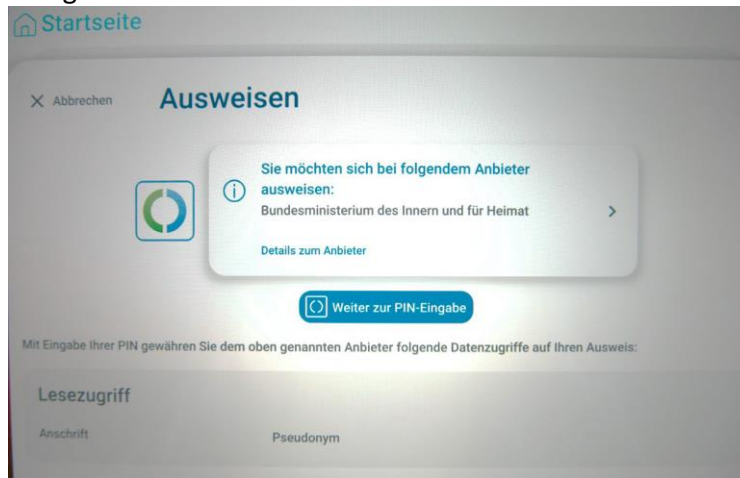 Startseite
Abbrechen
Ausweisen
Sie möchten sich bei folgendem Anbieter
ausweisen:
Bundesministerium des Innern und für Heimat
Details zum Anbieter
Weiter zur PIN-Eingabe
Mit Eingabe Ihrer PIN gewähren Sie dem oben genannten Anbieter folgende Datenzugriffe auf Ihren Ausweis:
Lesezugriff
Anschrift
Pseudonym